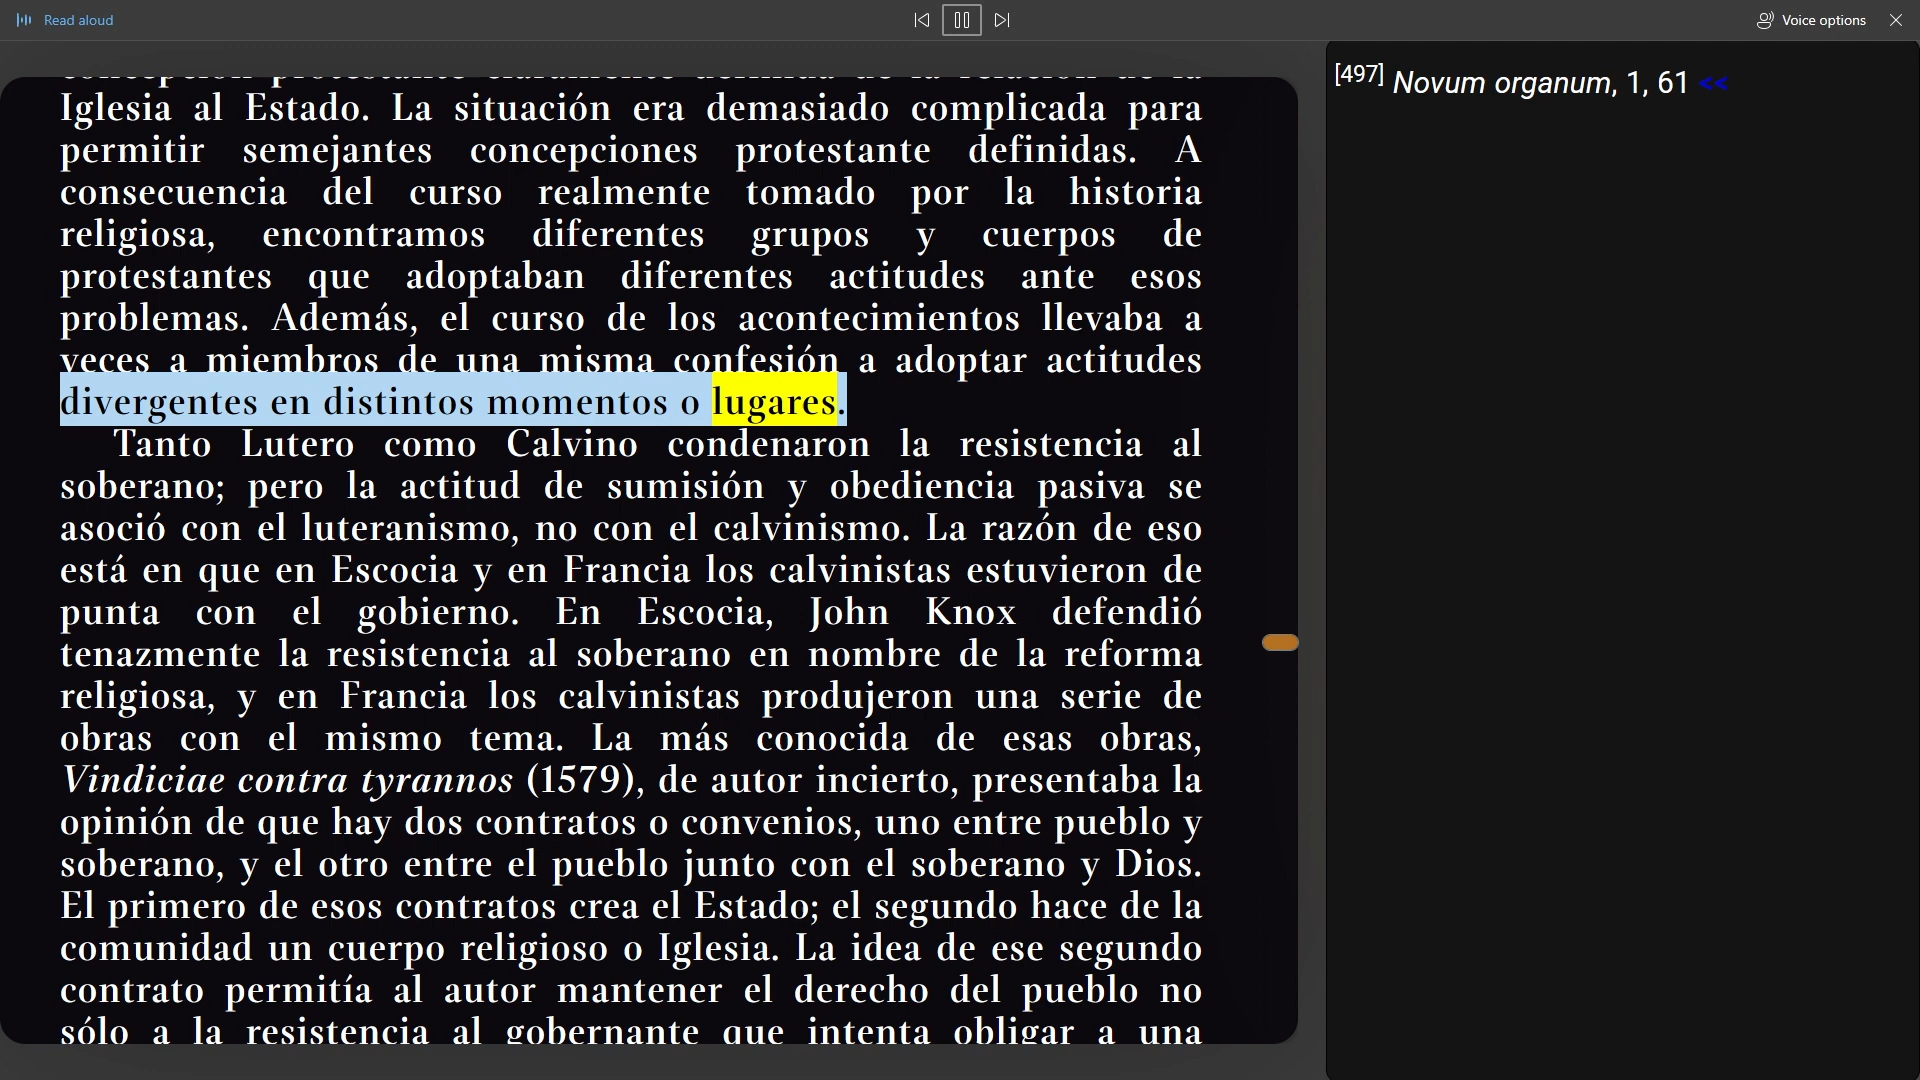 Read aloud
Voice options
concepción protestante claramente definida de la relación de la
Iglesia al Estado. La situación era demasiado complicada para
permitir semejantes concepciones protestante definidas. A
consecuencia del curso realmente tomado por la historia
religiosa, encontramos diferentes grupos y cuerpos de
protestantes que adoptaban diferentes actitudes ante esos
problemas. Además, el curso de los acontecimientos llevaba a
veces a miembros de una misma confesión a adoptar actitudes
divergentes en distintos momentos o lugares.
Tanto Lutero como Calvino condenaron la resistencia al
soberano; pero la actitud de sumisión y obediencia pasiva se
asoció con el luteranismo, no con el calvinismo. La razón de eso
está en que en Escocia y en Francia los calvinistas estuvieron de
punta con el gobierno. En Escocia, John Knox defendió
tenazmente la resistencia al soberano en nombre de la reforma
religiosa, y en Francia los calvinistas produjeron una serie de
obras con el mismo tema. La más conocida de esas obras,
Vindiciae contra tyrannos (1579), de autor incierto, presentaba la
opinión de que hay dos contratos o convenios, uno entre pueblo y
soberano, y el otro entre el pueblo junto con el soberano y Dios.
El primero de esos contratos crea el Estado; el segundo hace de la
comunidad un cuerpo religioso o Iglesia. La idea de ese segundo
contrato permitía al autor mantener el derecho del pueblo no
sólo a la resistencia al gobernante que intenta obligar a una
[497] Novum organum, 1, 61 <<